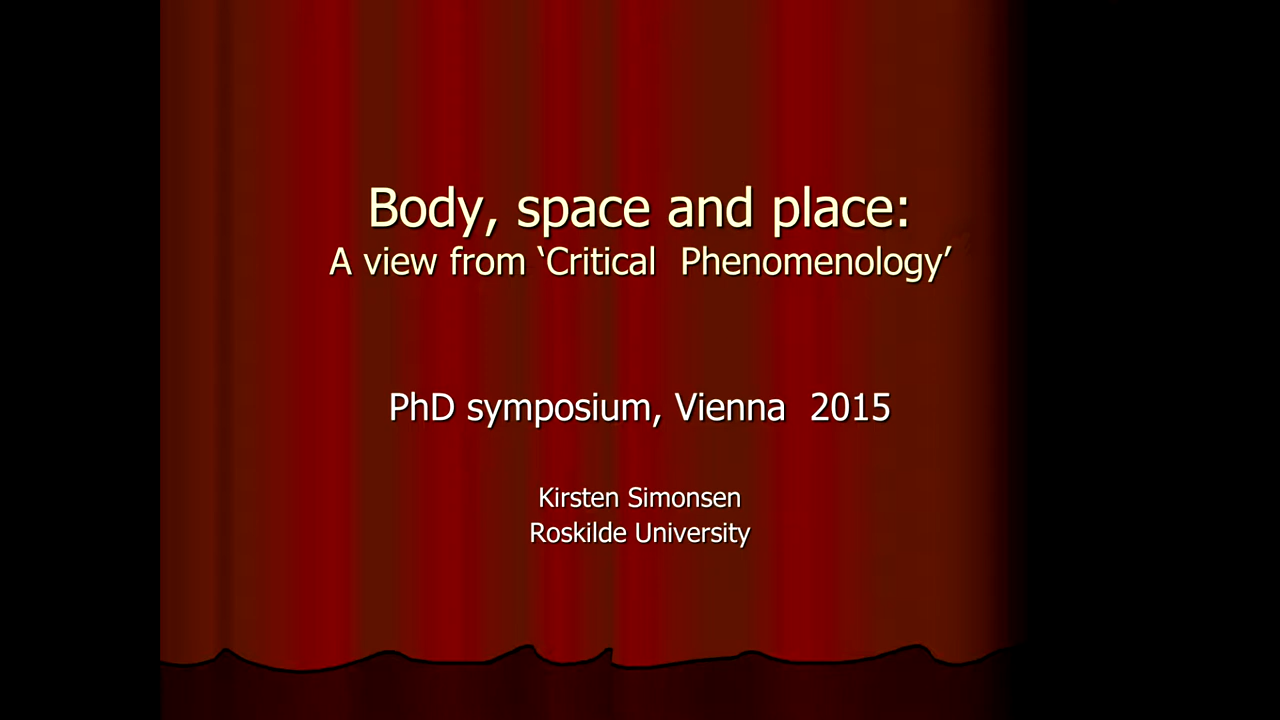 Body, space and place:
A view from ‘Critical  Phenomenology’
PhD symposium, Vienna  2015
Kirsten Simonsen
Roskilde University